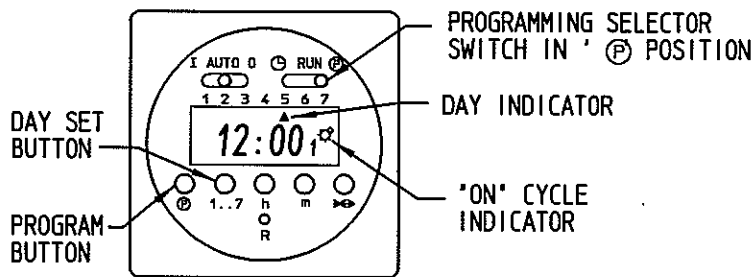 PROGRAMMING SELECTOR
SWITCH IN ' Ⓟ POSITION
I AUTO 0 RUN Ⓟ
1 2 3 4 5 6 7
DAY INDICATOR
DAY SET
BUTTON
12:00 1
"ON" CYCLE
INDICATOR
PROGRAM
BUTTON
Ⓟ 1..7 h m
R